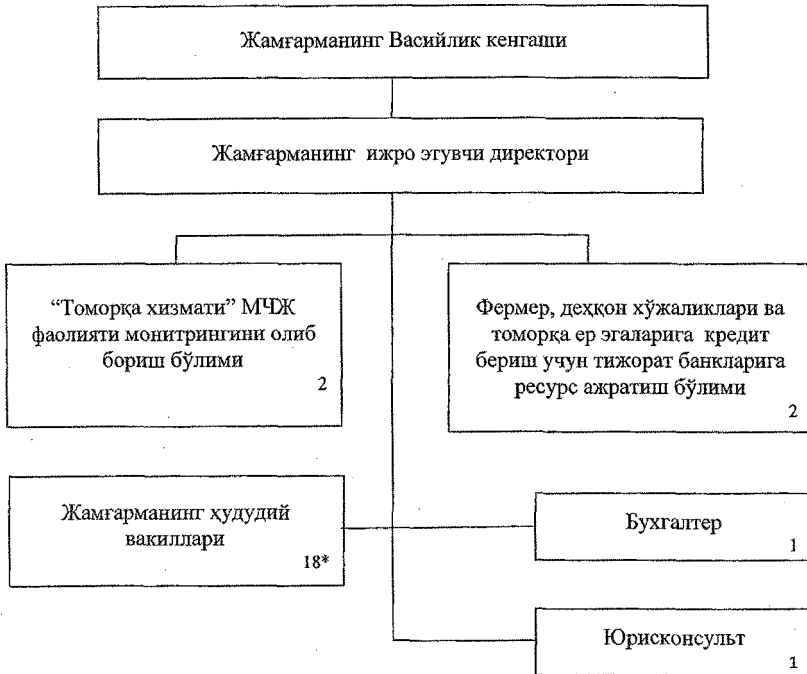 Жамғарманинг Васийлик кенгаши
Жамғарманинг ижро этувчи директори
“Томорқа хизмати” МЧЖ
фаолияти монитрингини олиб
бориш бўлими
2
Фермер, деҳқон хўжаликлари ва
томорқа ер эгаларига кредит
бериш учун тижорат банкларига
ресурс ажратиш бўлими
2
Жамғарманинг ҳудудий
вакиллари
18*
Бухгалтер
1
Юрисконсульт
1